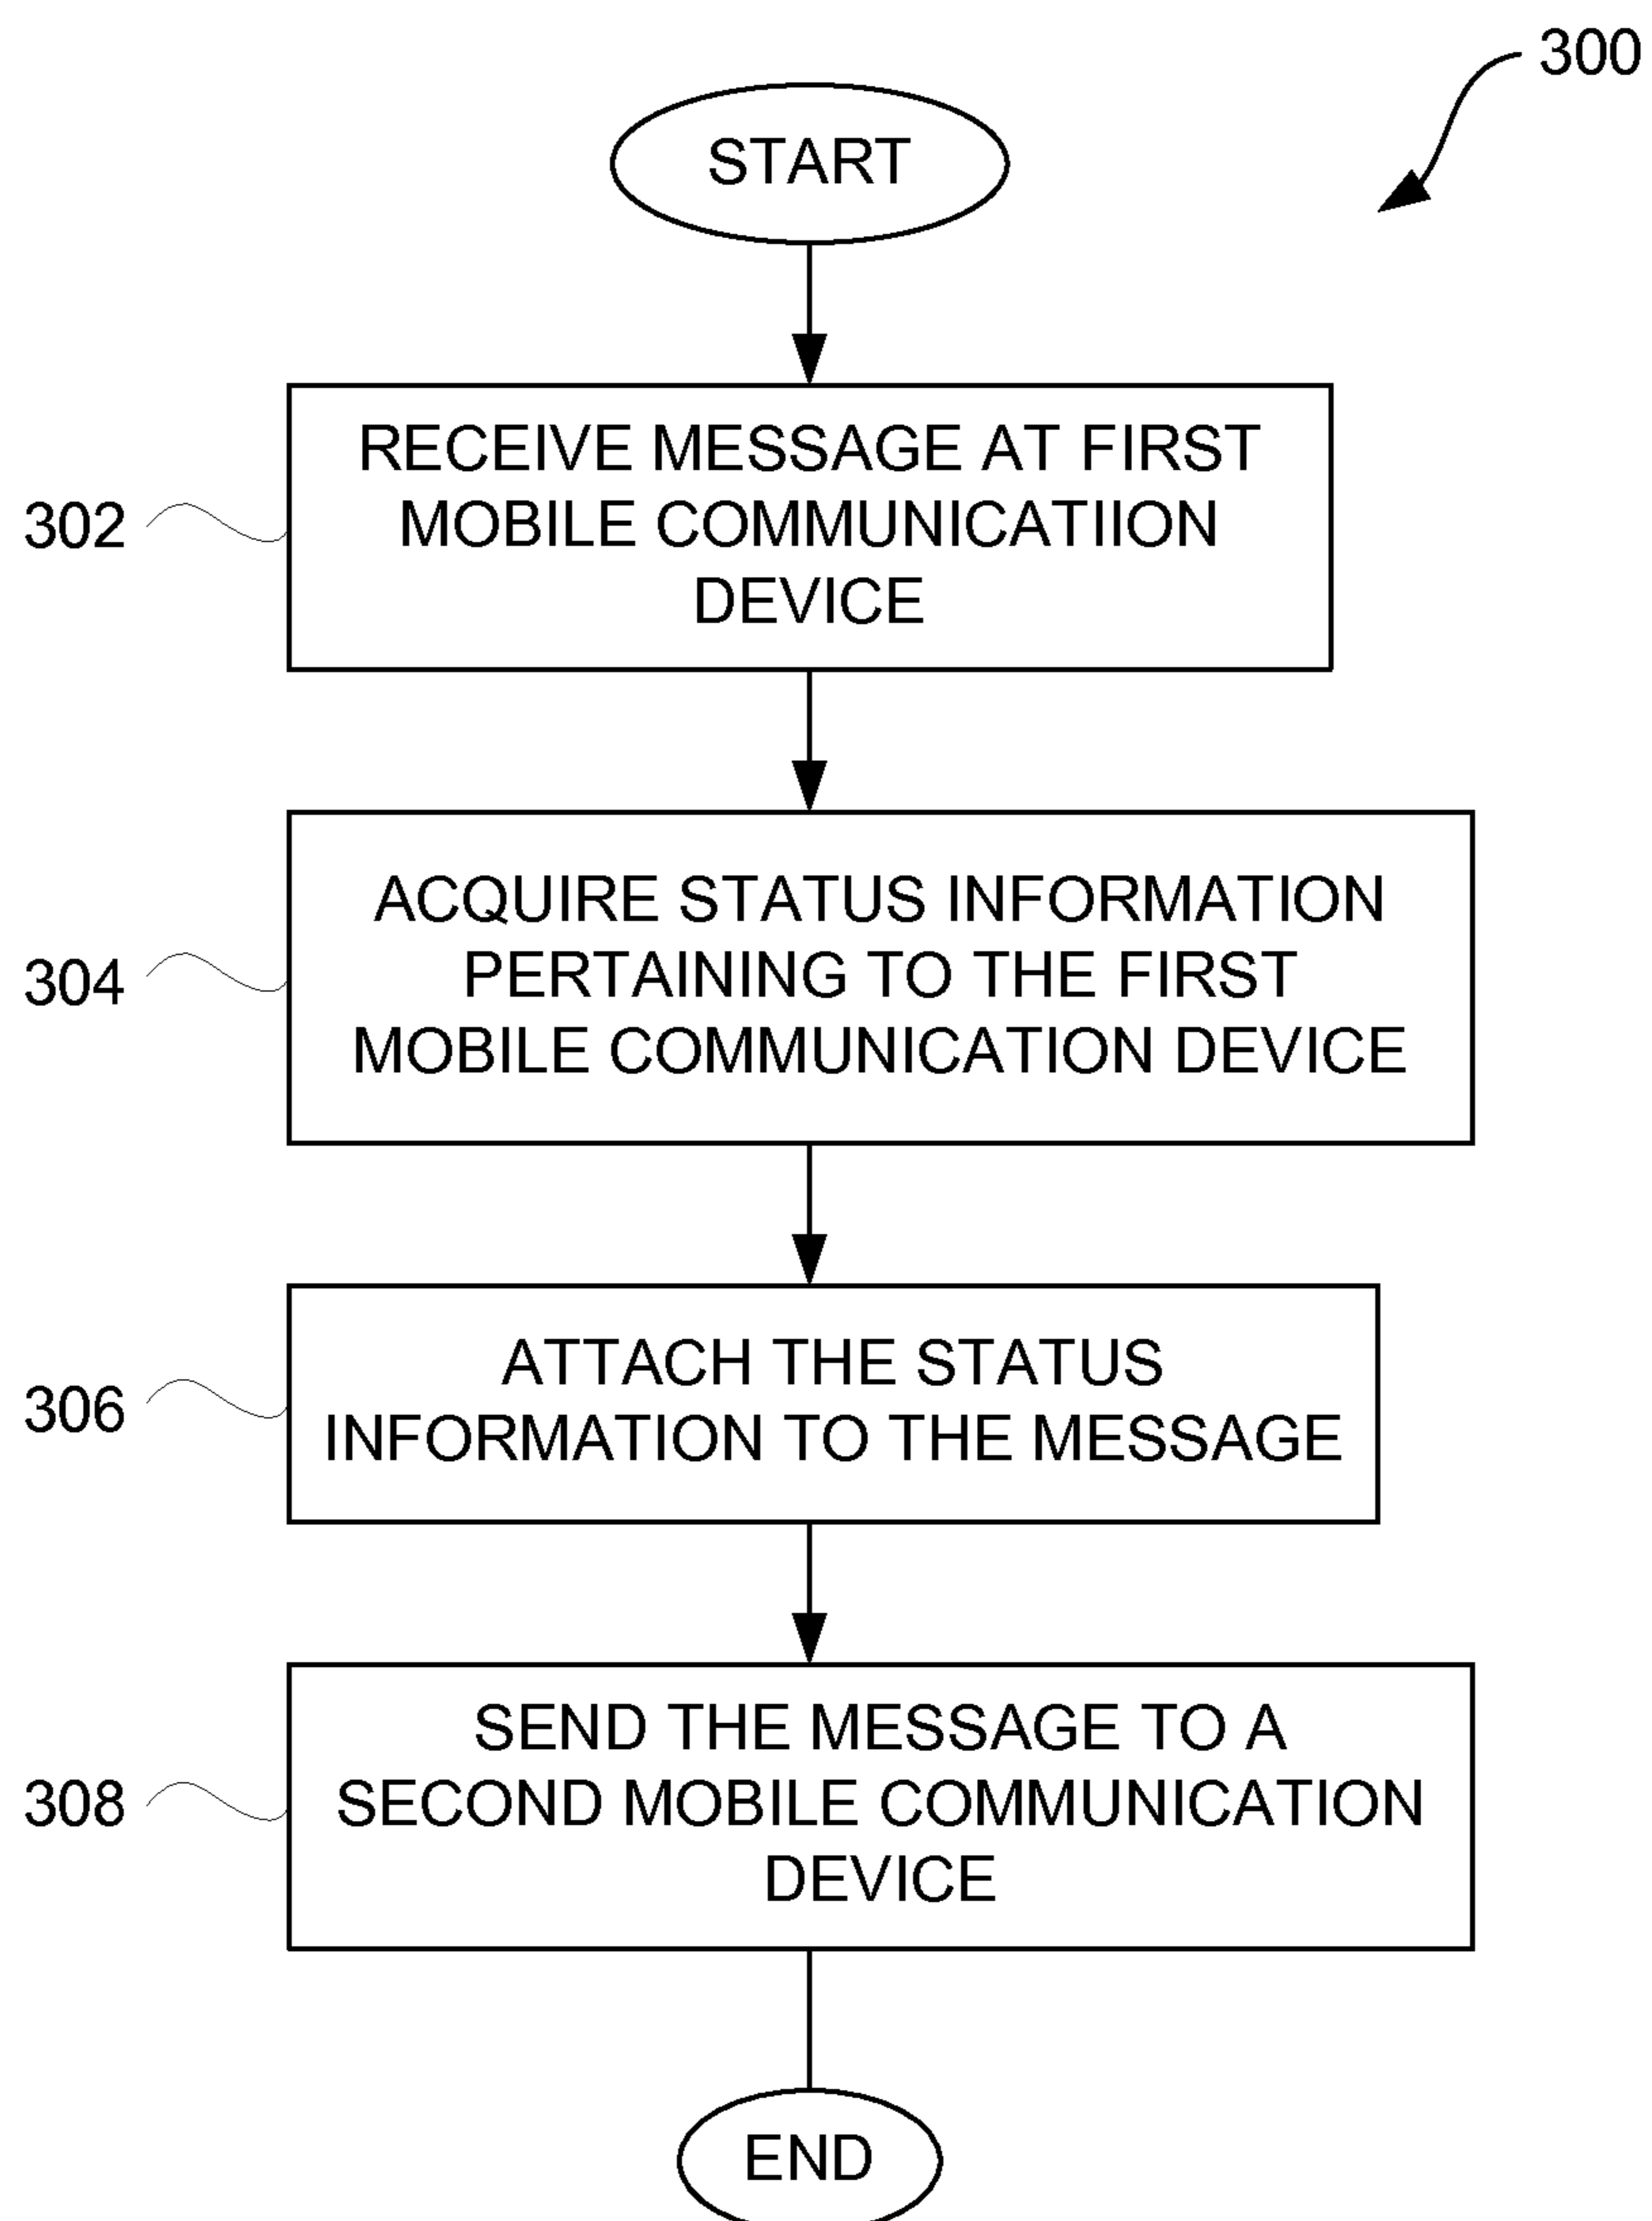 300
START
RECEIVE MESSAGE AT FIRST
MOBILE COMMUNICATIION
DEVICE
302
ACQUIRE STATUS INFORMATION
PERTAINING TO THE FIRST
MOBILE COMMUNICATION DEVICE
304
ATTACH THE STATUS
INFORMATION TO THE MESSAGE
306
SEND THE MESSAGE TO A
SECOND MOBILE COMMUNICATION
DEVICE
308
END